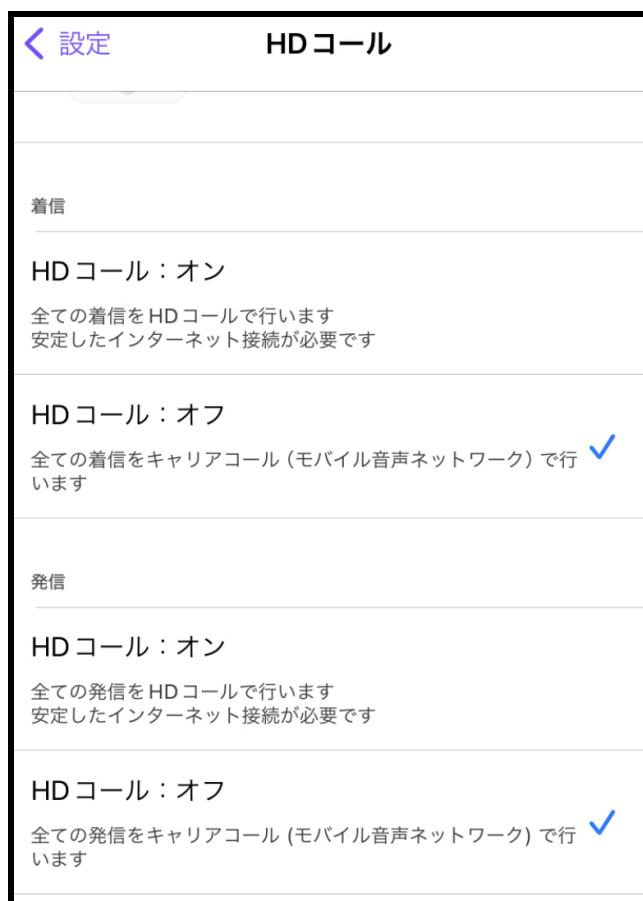 設定
HDコール
着信
HDコール：オン
全ての着信をHDコールで行います
安定したインターネット接続が必要です
HDコール：オフ
全ての着信をキャリアコール（モバイル音声ネットワーク）で行
います
発信
HDコール：オン
全ての発信をHDコールで行います
安定したインターネット接続が必要です
HDコール：オフ
全ての発信をキャリアコール (モバイル音声ネットワーク) で行
います